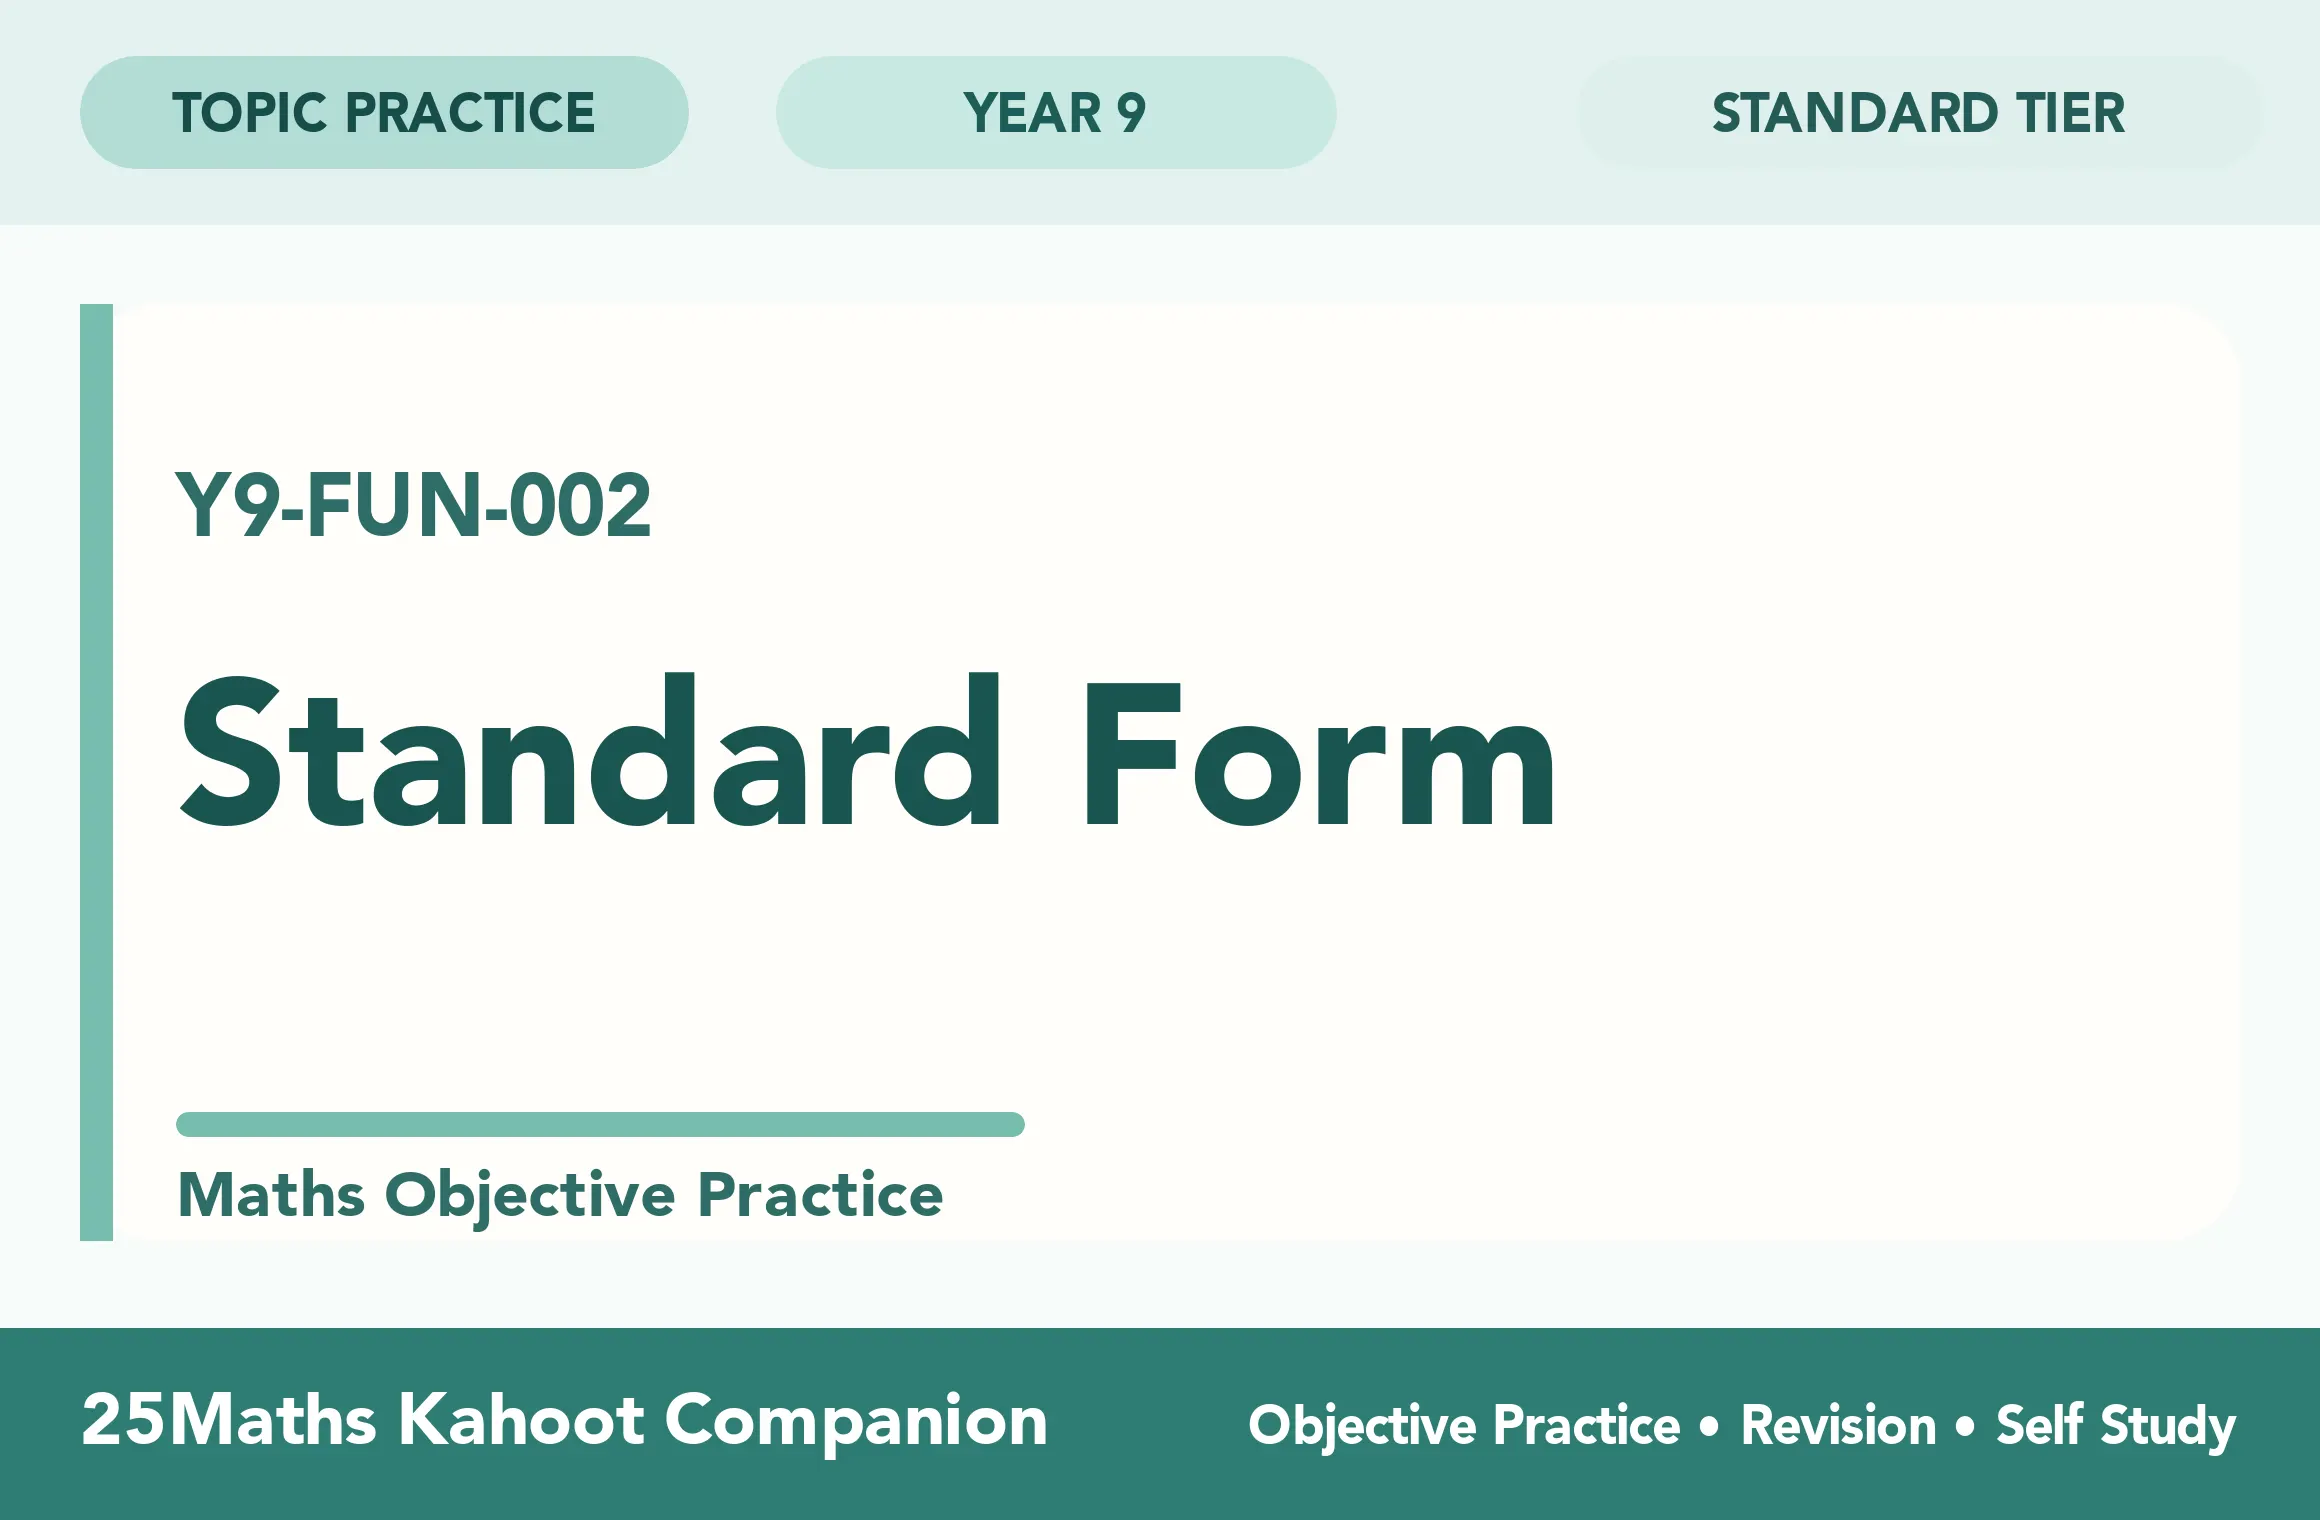 TOPIC PRACTICE
YEAR 9
STANDARD TIER
Y9-FUN-002
Standard Form
Maths Objective Practice
25Maths Kahoot Companion
Objective Practice • Revision • Self Study